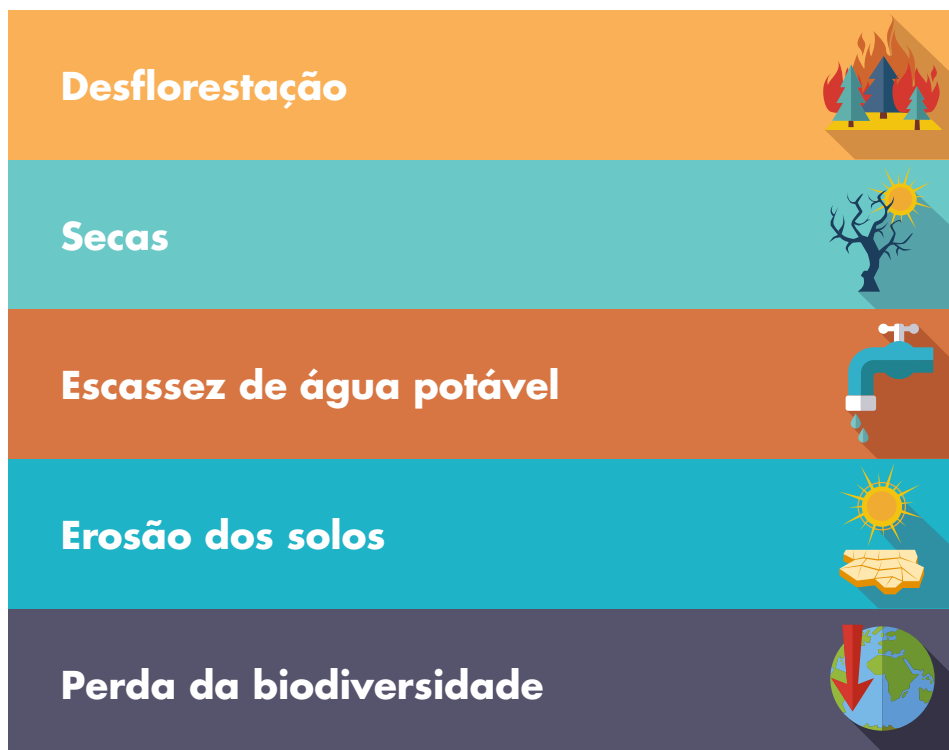 Desflorestação
Secas
Escassez de água potável
Erosão dos solos
Perda da biodiversidade